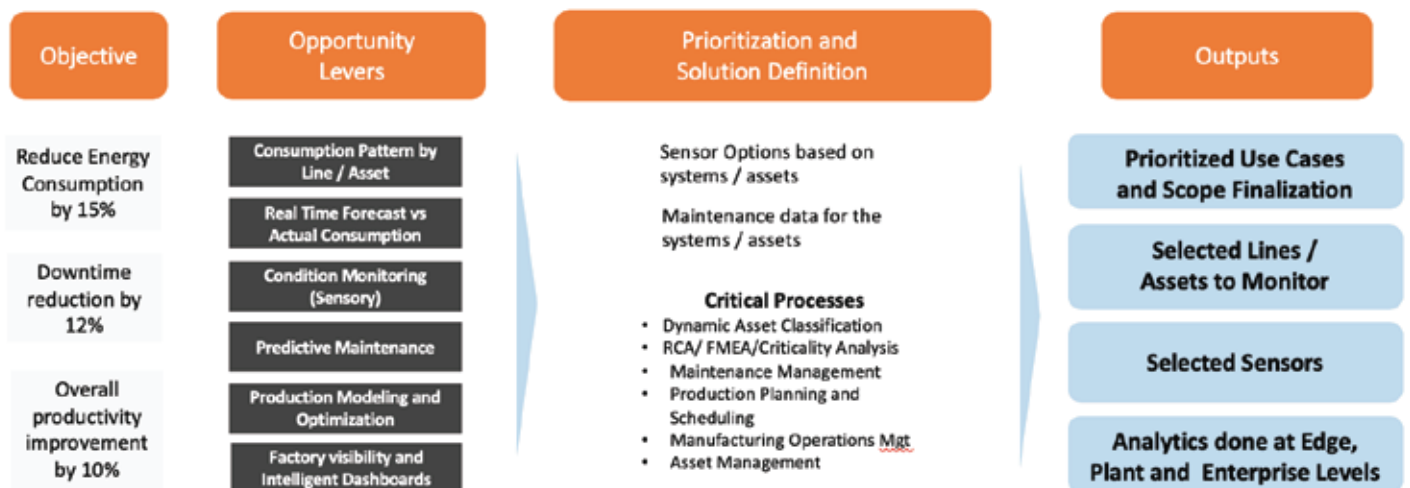 Objective
Opportunity
Levers
Prioritization and
Solution Definition
Outputs
Reduce Energy
Consumption
by 15%
Downtime
reduction by
12%
Overall
productivity
improvement
by 10%
Consumption Pattern by
Line / Asset
Real Time Forecast vs
Actual Consumption
Condition Monitoring
(Sensory)
Predictive Maintenance
Production Modeling and
Optimization
Factory visibility and
Intelligent Dashboards
Sensor Options based on
systems / assets
Maintenance data for the
systems / assets
Critical Processes
• Dynamic Asset Classification
• RCA/ FMEA/Criticality Analysis
• Maintenance Management
• Production Planning and
Scheduling
• Manufacturing Operations Mgt
• Asset Management
Prioritized Use Cases
and Scope Finalization
Selected Lines /
Assets to Monitor
Selected Sensors
Analytics done at Edge,
Plant and Enterprise Levels